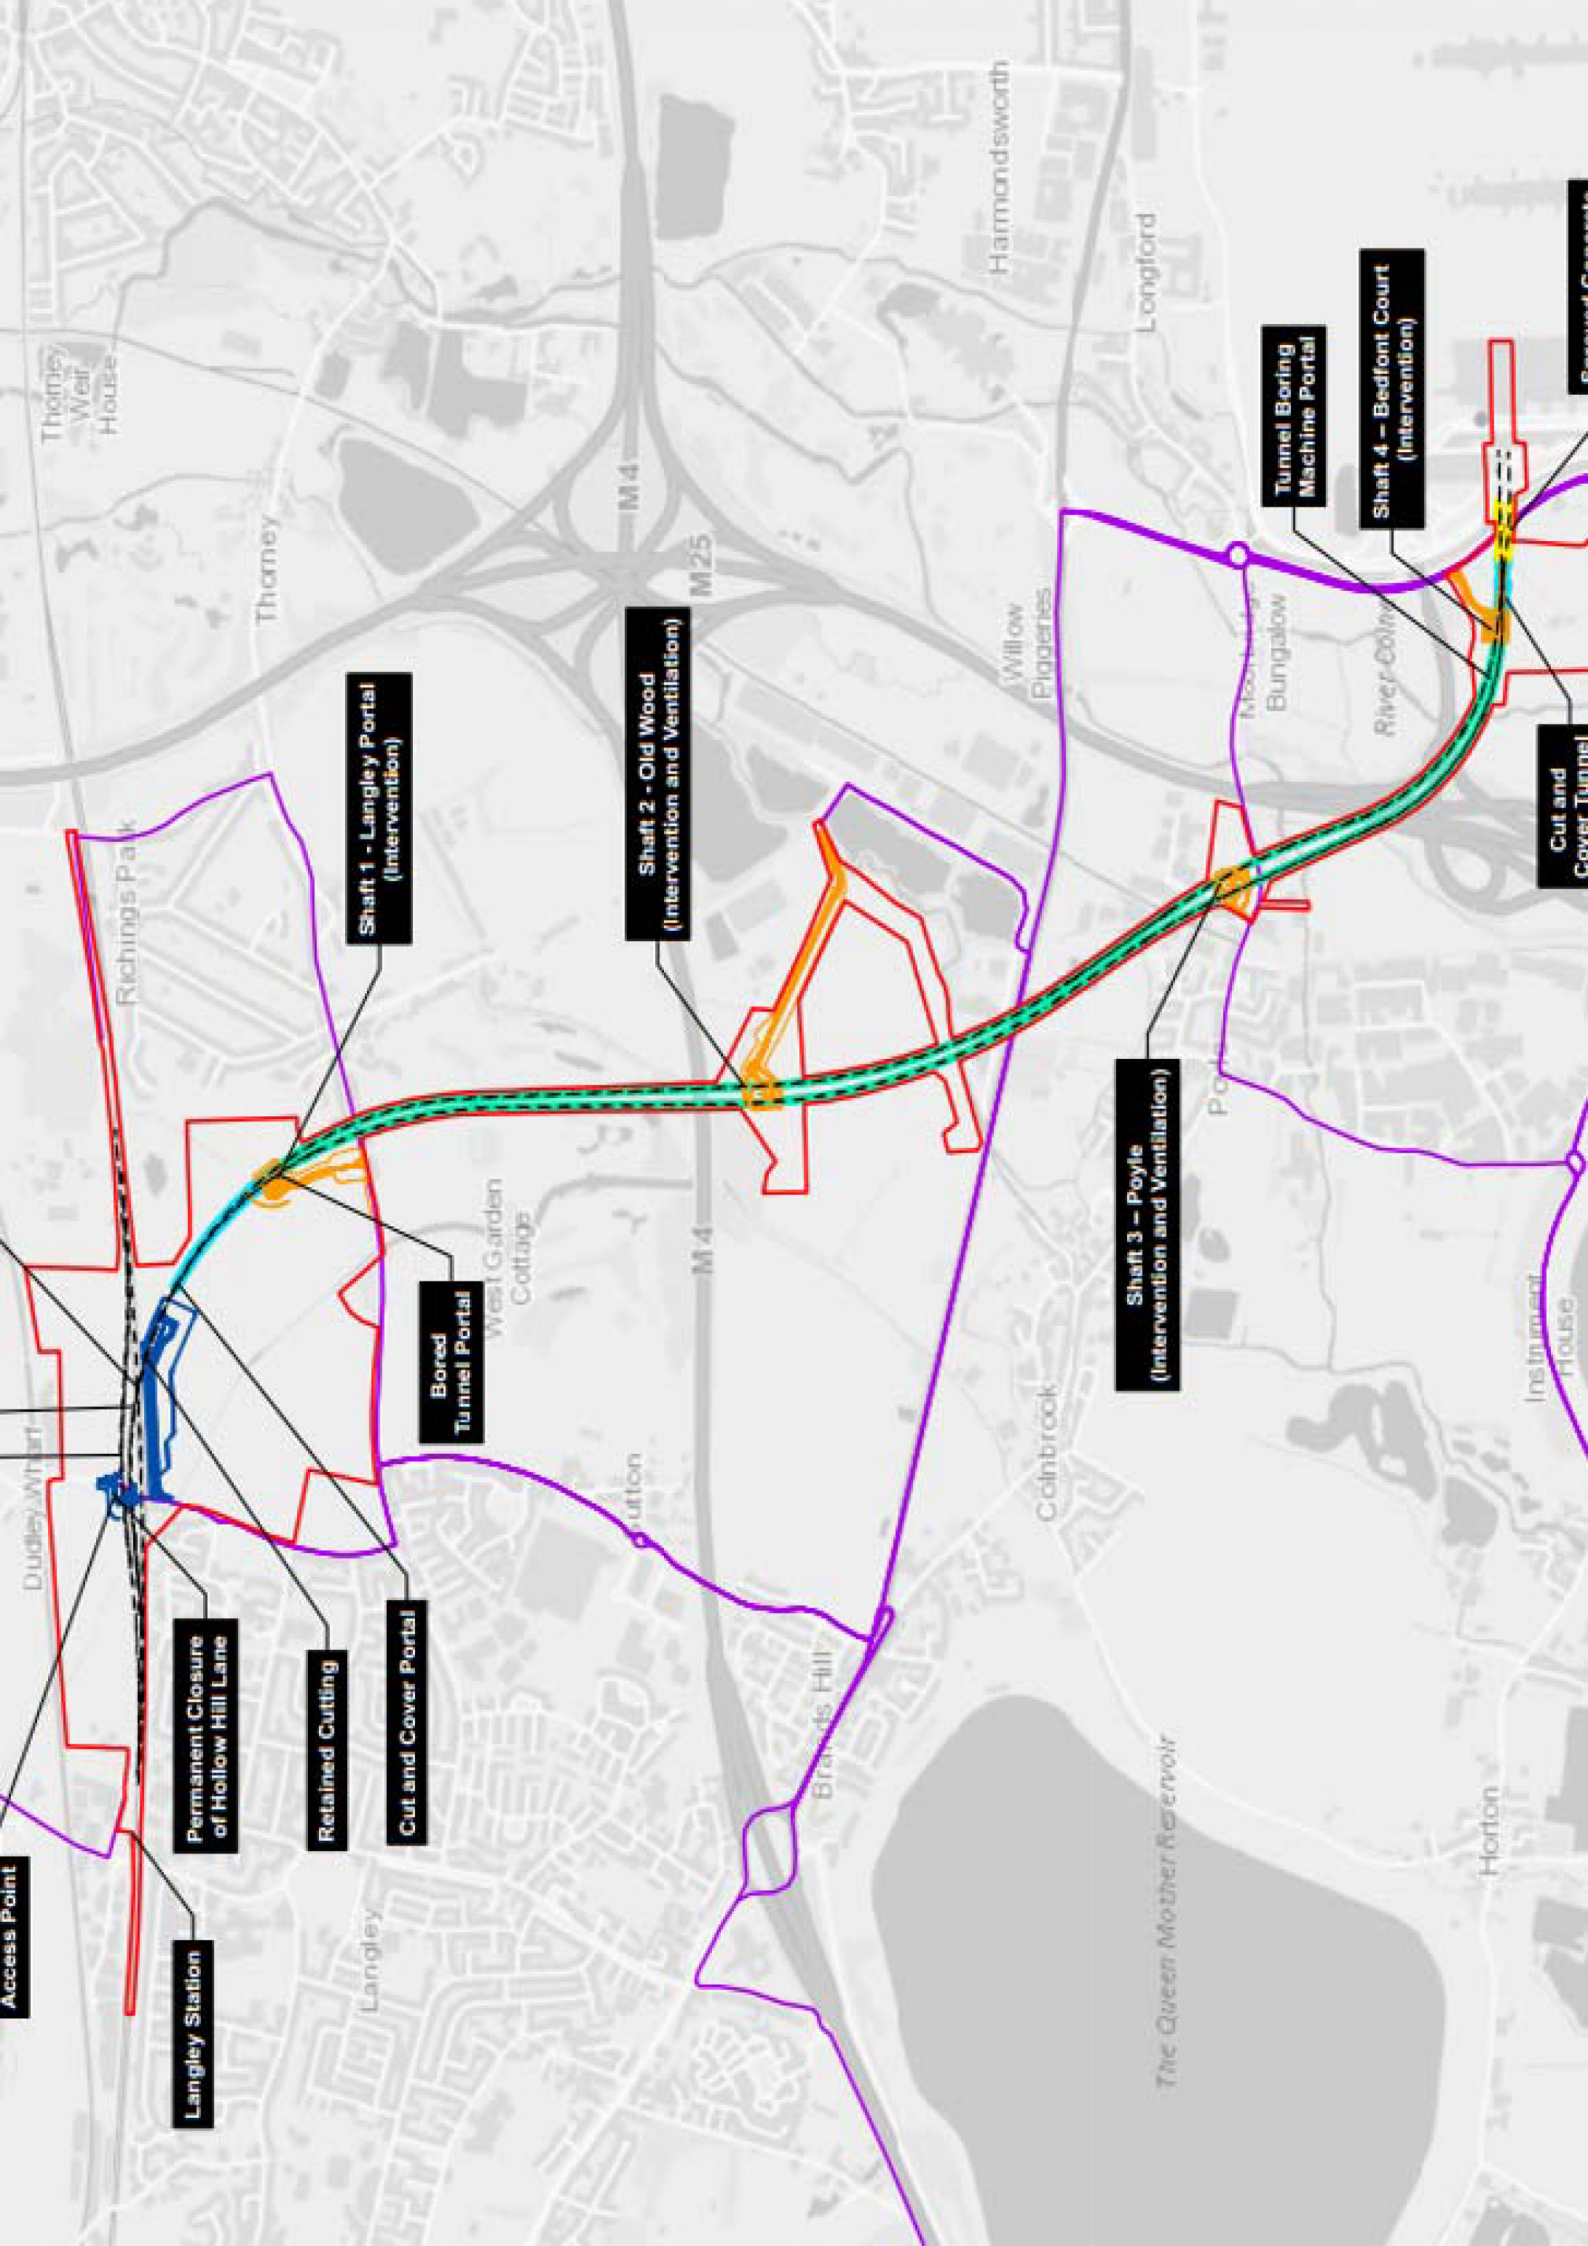 Access Point
Dudley Wharf
Thorney
Weir
House
Richings Park
Langley Station
Permanent Closure
of Hollow Hill Lane
Thorney
Retained Cutting
Langley
Shaft 1 - Langley Portal
(Intervention)
Cut and Cover Portal
Bored
Tunnel Portal
West Garden
Cottage
M4
Shaft 2 - Old Wood
(Intervention and Ventilation)
M4
M25
Brands Hill
Harmondsworth
Willow
Piggeries
Colnbrook
Shaft 3 – Poyle
(Intervention and Ventilation)
Longford
The Queen Mother Reservoir
Bungalow
Tunnel Boring
Machine Portal
River Colne
Shaft 4 – Bedfont Court
(Intervention)
Horton
Instrument
House
Cut and
Cover Tunnel